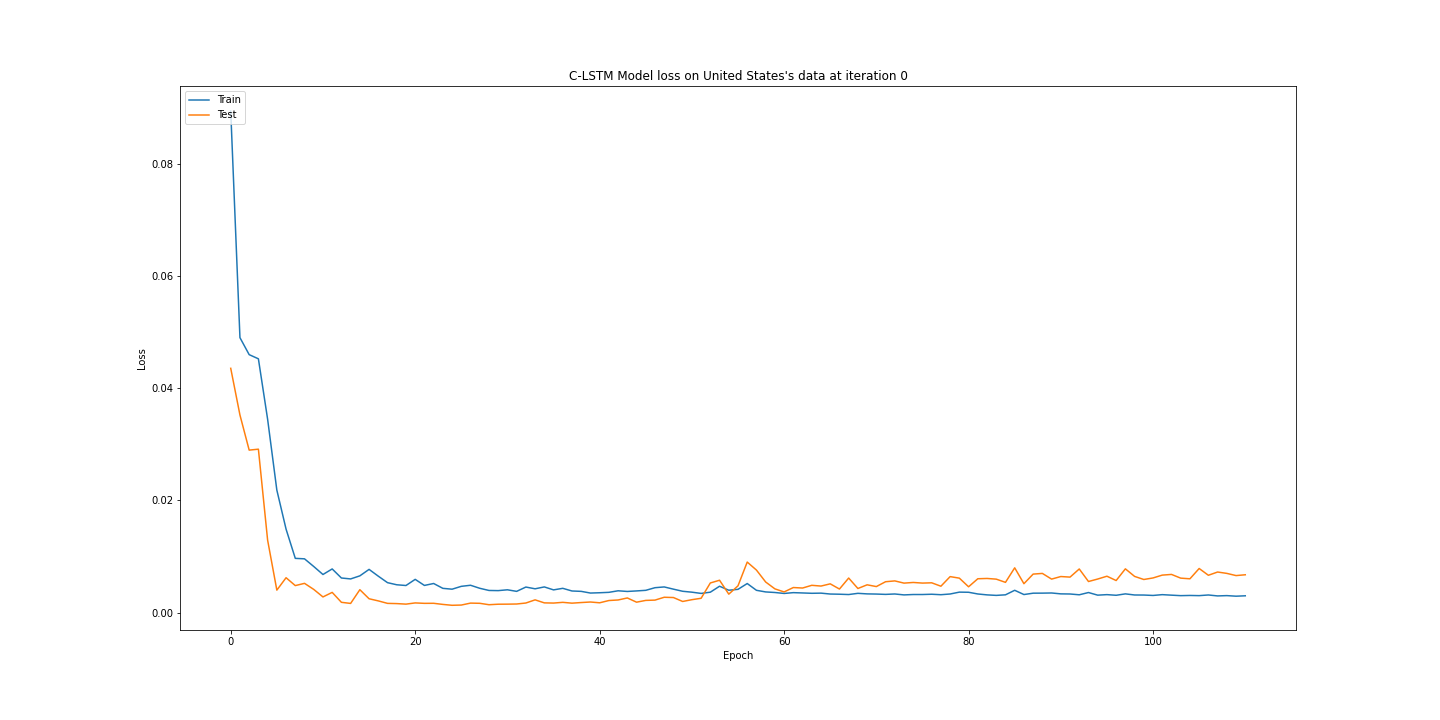 C-LSTM Model loss on United States's data at iteration 0
Train
Test
0.08
0.06
0.04
0.02
0.00
Loss
0 20 40 60 80 100
Epoch